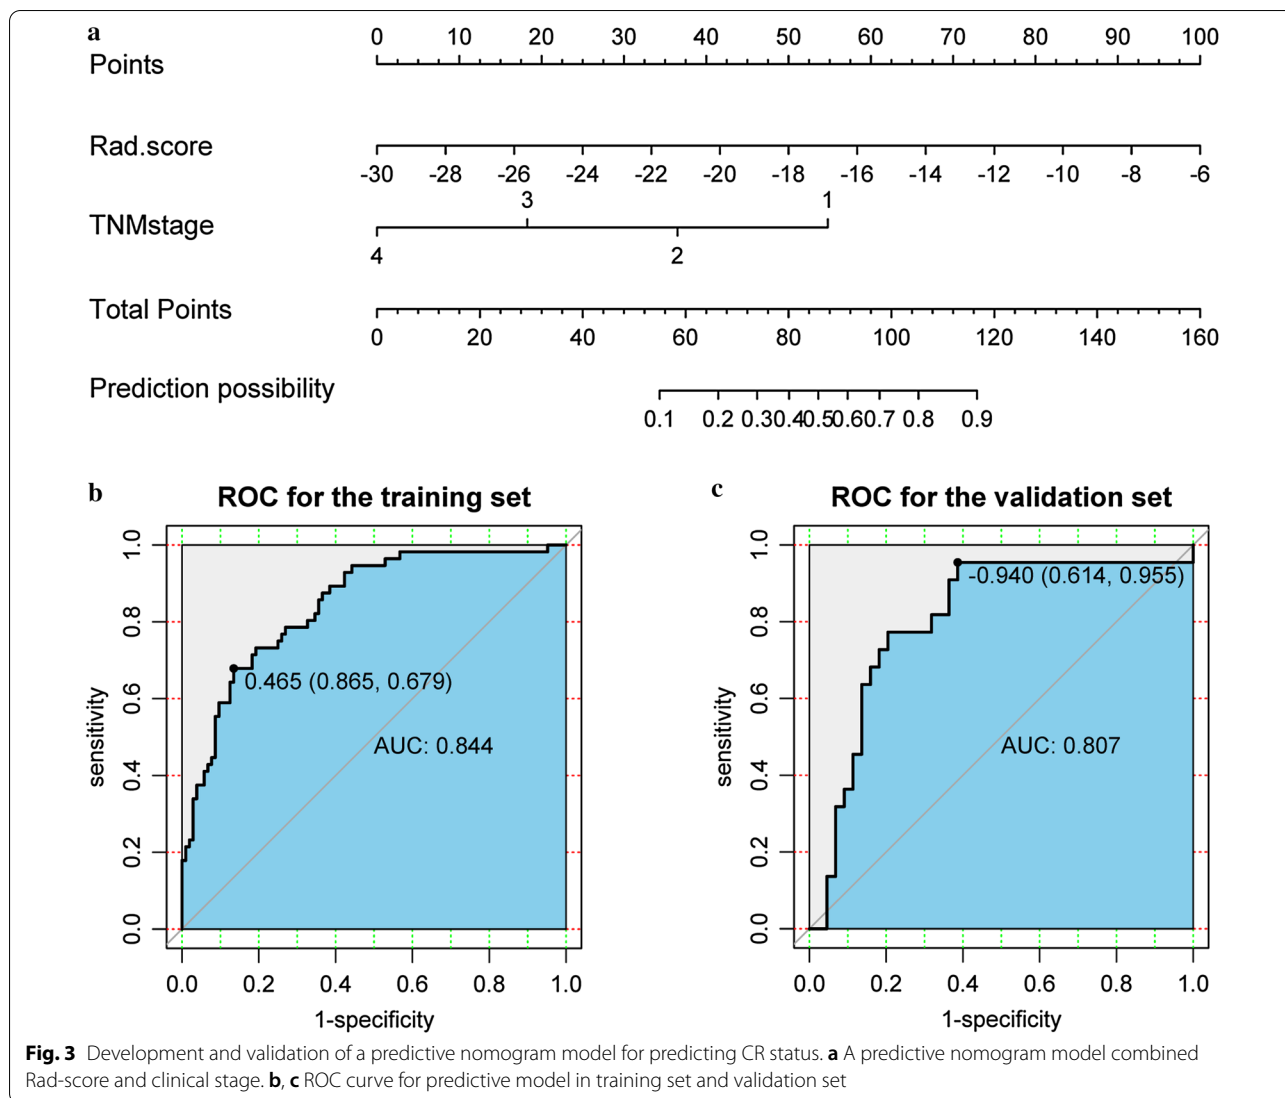 a
0 10 20 30 40 50 60 70 80 90 100
Points
Rad.score
-30 -28 -26 -24 -22 -20 -18 -16 -14 -12 -10 -8 -6
3 1
TNMstage
4 2
Total Points
0 20 40 60 80 100 120 140 160
Prediction possibility
0.1 0.2 0.3 0.4 0.5 0.6 0.7 0.8 0.9
b
ROC for the training set
1.0
0.8
0.6
0.4
0.2
0.0
sensitivity
0.465 (0.865, 0.679)
AUC: 0.844
0.0 0.2 0.4 0.6 0.8 1.0
1-specificity
c
ROC for the validation set
1.0
0.8
0.6
0.4
0.2
0.0
sensitivity
-0.940 (0.614, 0.955)
AUC: 0.807
0.0 0.2 0.4 0.6 0.8 1.0
1-specificity
Fig. 3 Development and validation of a predictive nomogram model for predicting CR status. a A predictive nomogram model combined
Rad-score and clinical stage. b, c ROC curve for predictive model in training set and validation set